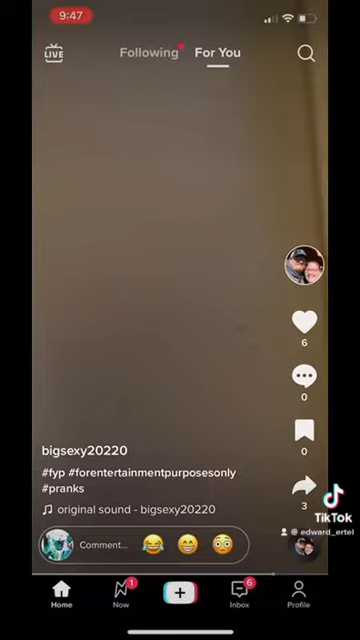 9:47
LIVE
Following
For You
6
0
0
3
bigsexy20220
#fyp #forentertainmentpurposesonly
#pranks
original sound - bigsexy20220
TikTok
@ edward_ertel
Comment...
1
6
Home
Now
Inbox
Profile